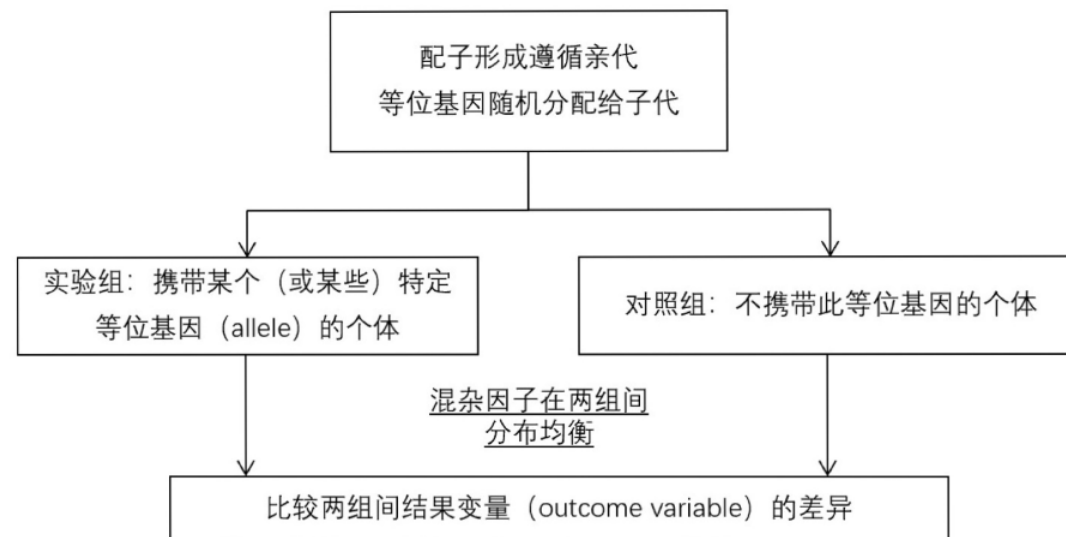 配子形成遵循亲代
等位基因随机分配给子代
实验组：携带某个（或某些）特定
等位基因（allele）的个体
对照组：不携带此等位基因的个体
混杂因子在两组间
分布均衡
比较两组间结果变量（outcome variable）的差异